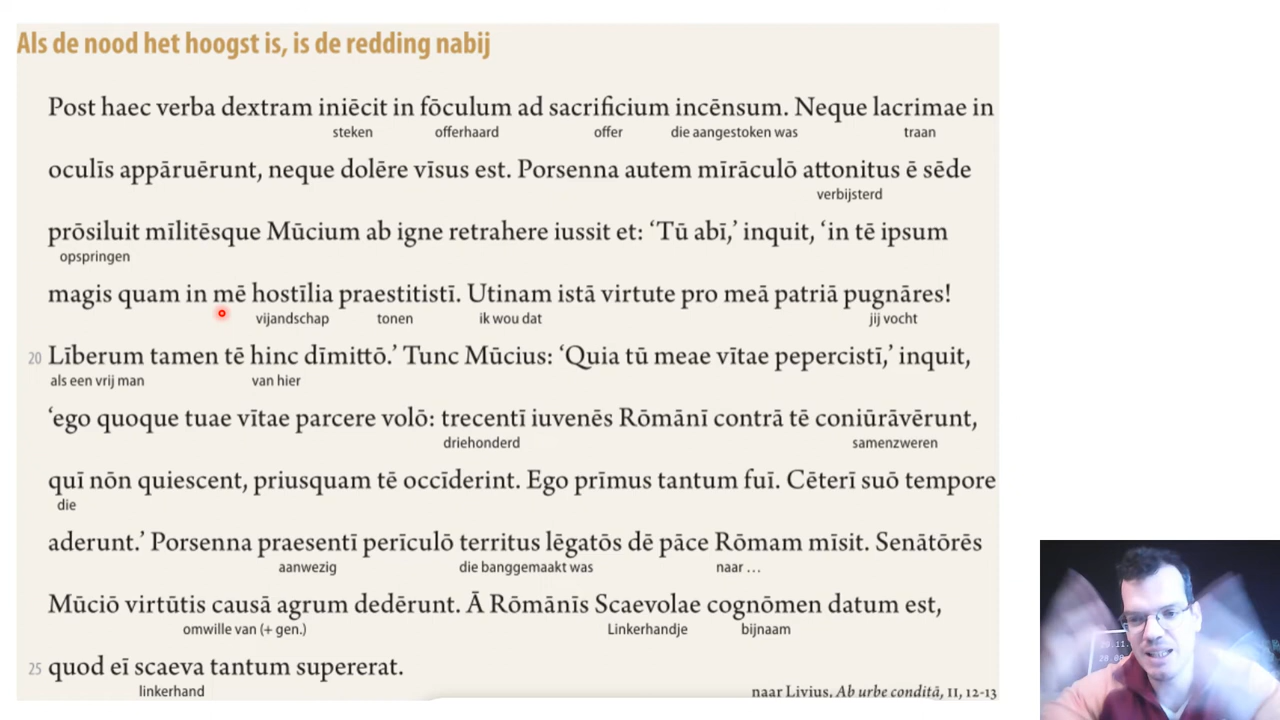 Als de nood het hoogst is, is de redding nabij
Post haec verba dextram iniēcit in fōculum ad sacrificium incēnsum. Neque lacrimae in
steken offerhaard offer die aangestoken was traan
oculīs appāruērunt, neque dolēre vīsus est. Porsenna autem mīrāculō attonitus ē sēde
verbijsterd
prōsiluit mīlitēsque Mūcium ab igne retrahere iussit et: ‘Tū abī,’ inquit, ‘in tē ipsum
opspringen
magis quam in mē hostīlia praestitistī. Utinam istā virtute pro meā patriā pugnāres!
vijandschap tonen ik wou dat jij vocht
20 Līberum tamen tē hinc dīmittō.’ Tunc Mūcius: ‘Quia tū meae vītae pepercistī,’ inquit,
als een vrij man van hier
‘ego quoque tuae vītae parcere volō: trecentī iuvenēs Rōmānī contrā tē coniūrāvērunt,
driehonderd samenzweren
quī nōn quiescent, priusquam tē occīderint. Ego prīmus tantum fuī. Cēterī suō tempore
die
aderunt.’ Porsenna praesentī perīculō territus lēgatōs dē pāce Rōmam mīsit. Senātōrēs
aanwezig die banggemaakt was naar ...
Mūciō virtūtis causā agrum dedērunt. Ā Rōmānīs Scaevolae cognōmen datum est,
omwille van (+ gen.) Linkerhandje bijnaam
25 quod eī scaeva tantum supererat.
linkerhand
naar Livius, Ab urbe conditā, II, 12-13